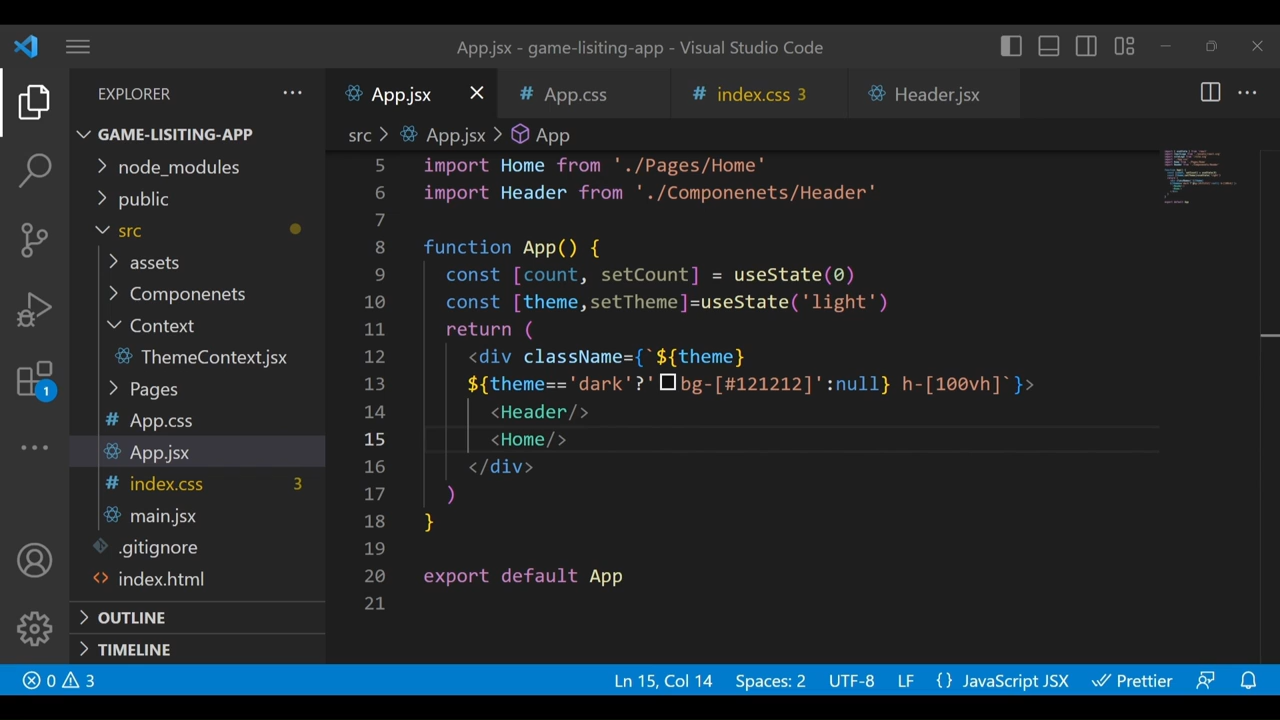 App.jsx - game-lisiting-app - Visual Studio Code
EXPLORER
GAME-LISITING-APP
node_modules
public
src
assets
Componenets
Context
ThemeContext.jsx
Pages
App.css
App.jsx
index.css 3
main.jsx
.gitignore
index.html
OUTLINE
TIMELINE
1
App.jsx
App.css
index.css 3
Header.jsx
src > App.jsx > App
5 import Home from './Pages/Home'
6 import Header from './Componenets/Header'
7
8 function App() {
9 const [count, setCount] = useState(0)
10 const [theme,setTheme]=useState('light')
11 return (
12 <div className={`${theme}
13 ${theme=='dark'?'bg-[#121212]':null} h-[100vh]`}>
14 <Header/>
15 <Home/>
16 </div>
17 )
18 }
19
20 export default App
21
0 3
Ln 15, Col 14 Spaces: 2 UTF-8 LF {} JavaScript JSX Prettier